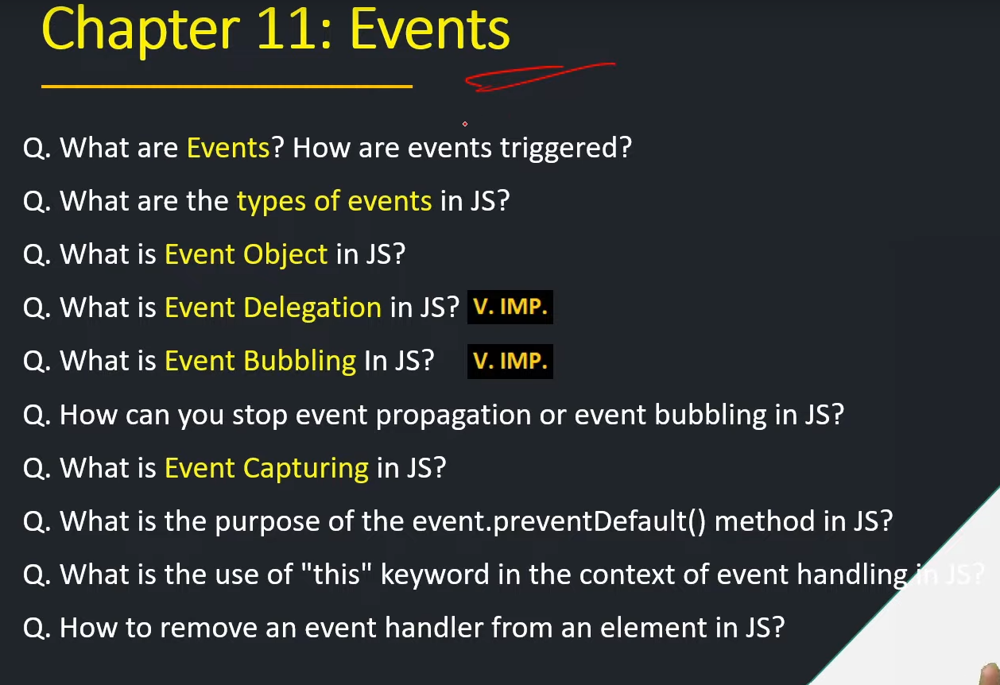 Chapter 11: Events
Q. What are Events? How are events triggered?
Q. What are the types of events in JS?
Q. What is Event Object in JS?
Q. What is Event Delegation in JS? V. IMP.
Q. What is Event Bubbling In JS? V. IMP.
Q. How can you stop event propagation or event bubbling in JS?
Q. What is Event Capturing in JS?
Q. What is the purpose of the event.preventDefault() method in JS?
Q. What is the use of "this" keyword in the context of event handling in JS?
Q. How to remove an event handler from an element in JS?